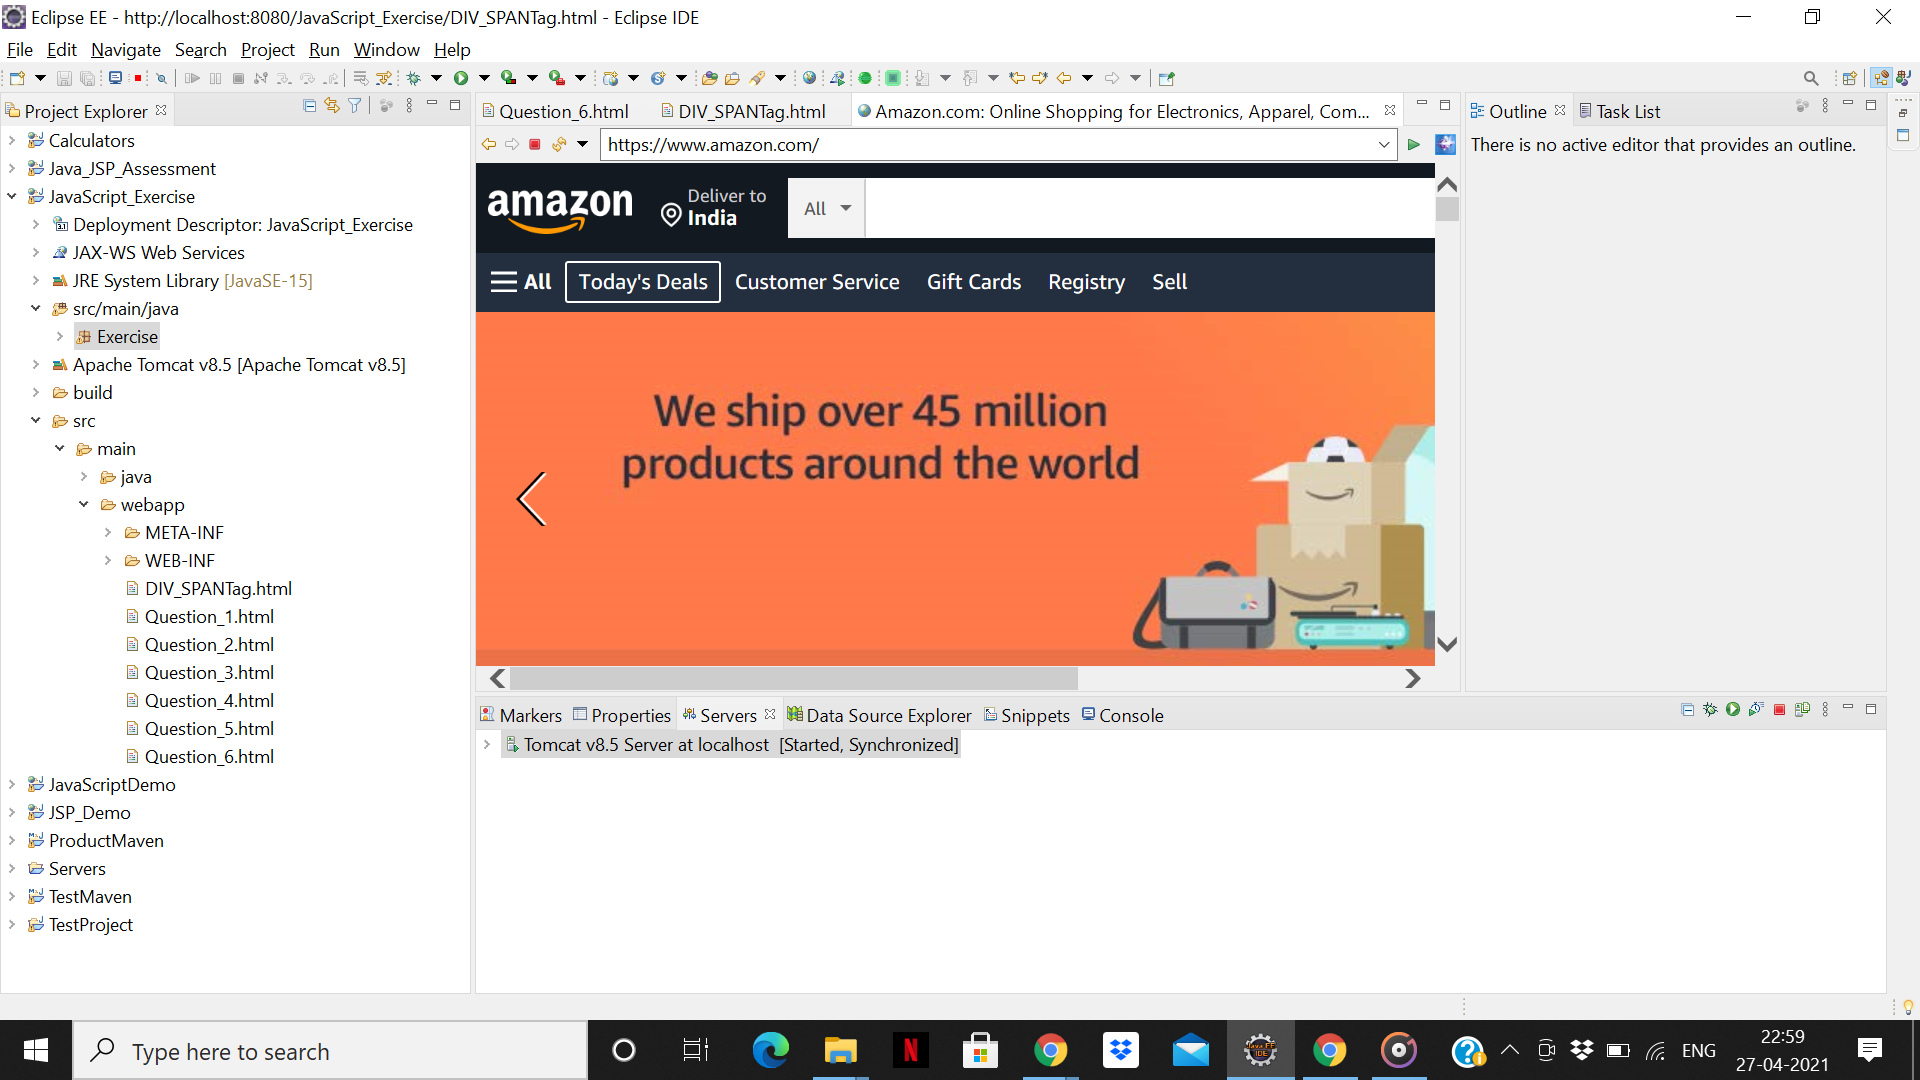 Eclipse EE - http://localhost:8080/JavaScript_Exercise/DIV_SPANTag.html - Eclipse IDE
File Edit Navigate Search Project Run Window Help
Project Explorer
Calculators
Java_JSP_Assessment
JavaScript_Exercise
Deployment Descriptor: JavaScript_Exercise
JAX-WS Web Services
JRE System Library [JavaSE-15]
src/main/java
Exercise
Apache Tomcat v8.5 [Apache Tomcat v8.5]
build
src
main
java
webapp
META-INF
WEB-INF
DIV_SPANTag.html
Question_1.html
Question_2.html
Question_3.html
Question_4.html
Question_5.html
Question_6.html
JavaScriptDemo
JSP_Demo
ProductMaven
Servers
TestMaven
TestProject
Question_6.html DIV_SPANTag.html Amazon.com: Online Shopping for Electronics, Apparel, Com...
https://www.amazon.com/
amazon
Deliver to
India
All
All Today's Deals Customer Service Gift Cards Registry Sell
We ship over 45 million
products around the world
Outline Task List
There is no active editor that provides an outline.
Markers Properties Servers Data Source Explorer Snippets Console
Tomcat v8.5 Server at localhost [Started, Synchronized]
Type here to search
N
Java EE
IDE
ENG
22:59
27-04-2021